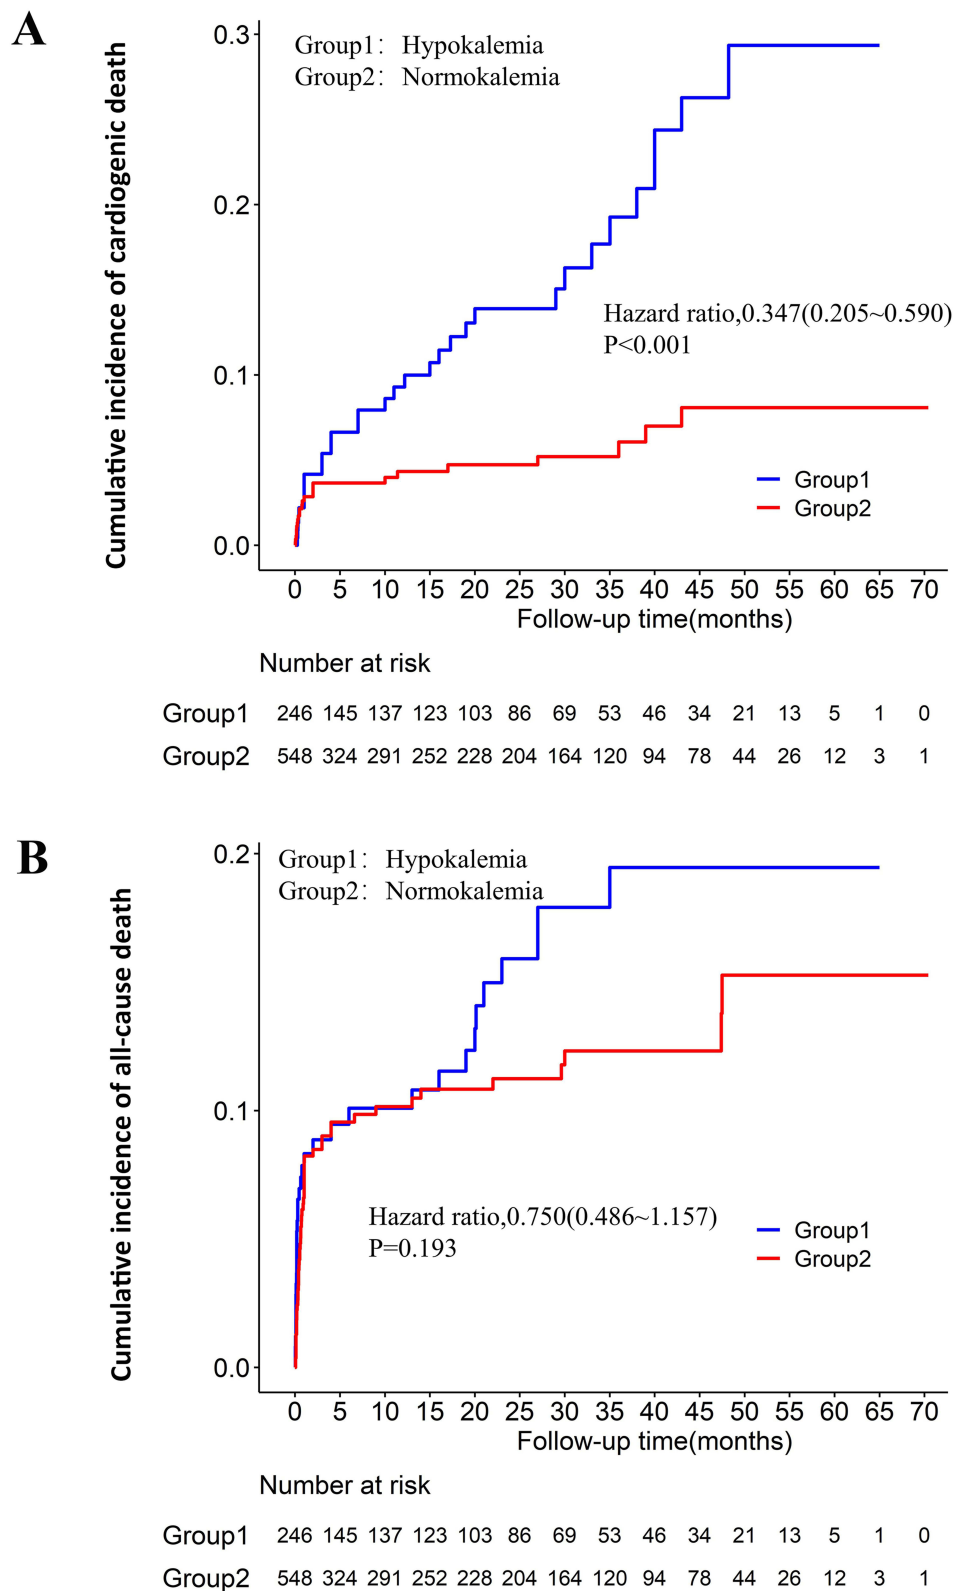 A
Cumulative incidence of cardiogenic death
0.3
0.2
0.1
0.0
Group1: Hypokalemia
Group2: Normokalemia
Hazard ratio,0.347(0.205~0.590)
P<0.001
Group1
Group2
0 5 10 15 20 25 30 35 40 45 50 55 60 65 70
Follow-up time(months)
Number at risk
Group1 246 145 137 123 103 86 69 53 46 34 21 13 5 1 0
Group2 548 324 291 252 228 204 164 120 94 78 44 26 12 3 1
B
Cumulative incidence of all-cause death
0.2
0.1
0.0
Group1: Hypokalemia
Group2: Normokalemia
Hazard ratio,0.750(0.486~1.157)
P=0.193
Group1
Group2
0 5 10 15 20 25 30 35 40 45 50 55 60 65 70
Follow-up time(months)
Number at risk
Group1 246 145 137 123 103 86 69 53 46 34 21 13 5 1 0
Group2 548 324 291 252 228 204 164 120 94 78 44 26 12 3 1